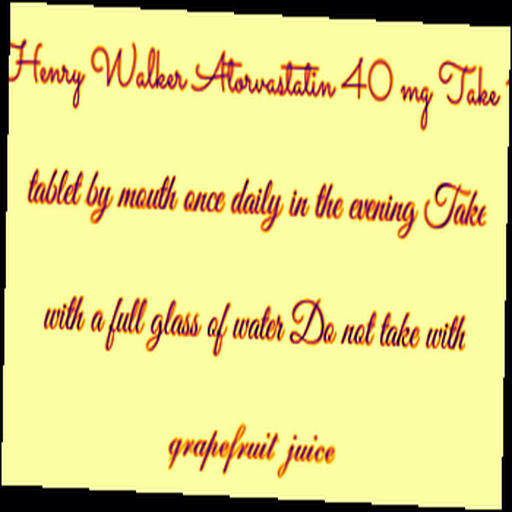 Henry Walker Atorvastatin 40 mg Take
tablet by mouth once daily in the evening Take
with a full glass of water Do not take with
grapefruit juice